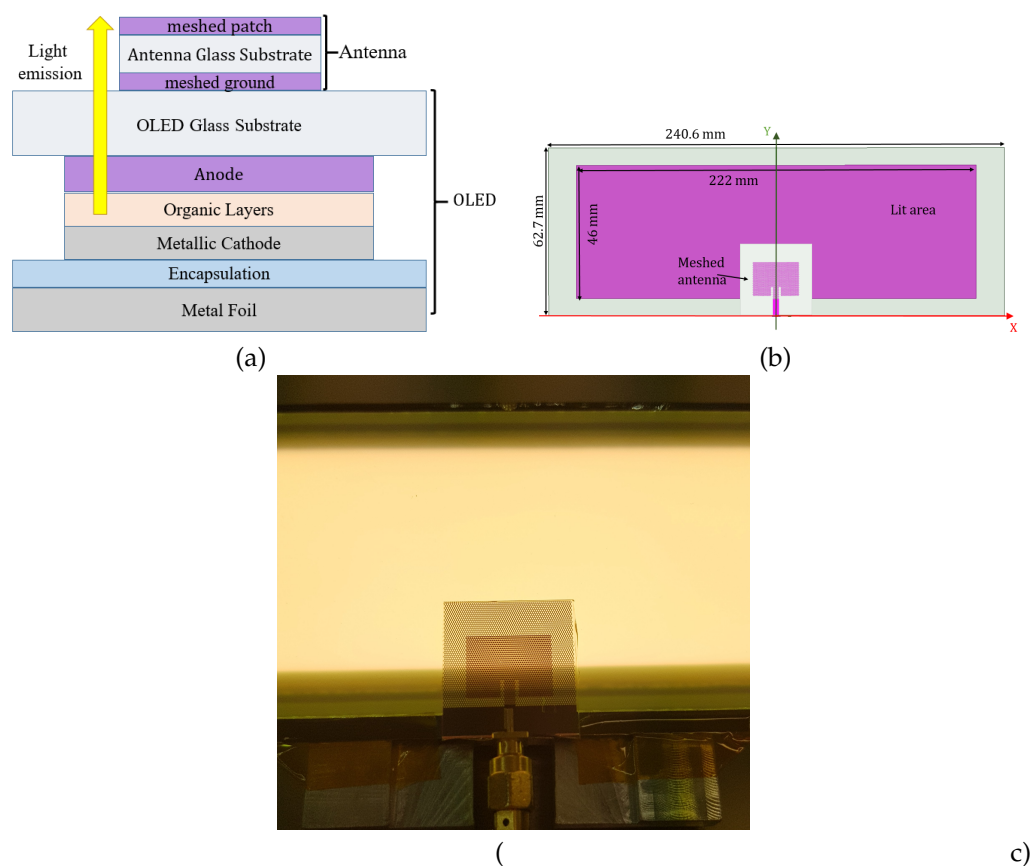 meshed patch
Light
emission
Antenna Glass Substrate
Antenna
meshed ground
OLED Glass Substrate
Anode
Organic Layers
OLED
Metallic Cathode
Encapsulation
Metal Foil
(a)
Y
240.6 mm
222 mm
62.7 mm
46 mm
Lit area
Meshed
antenna
X
(b)
( c)